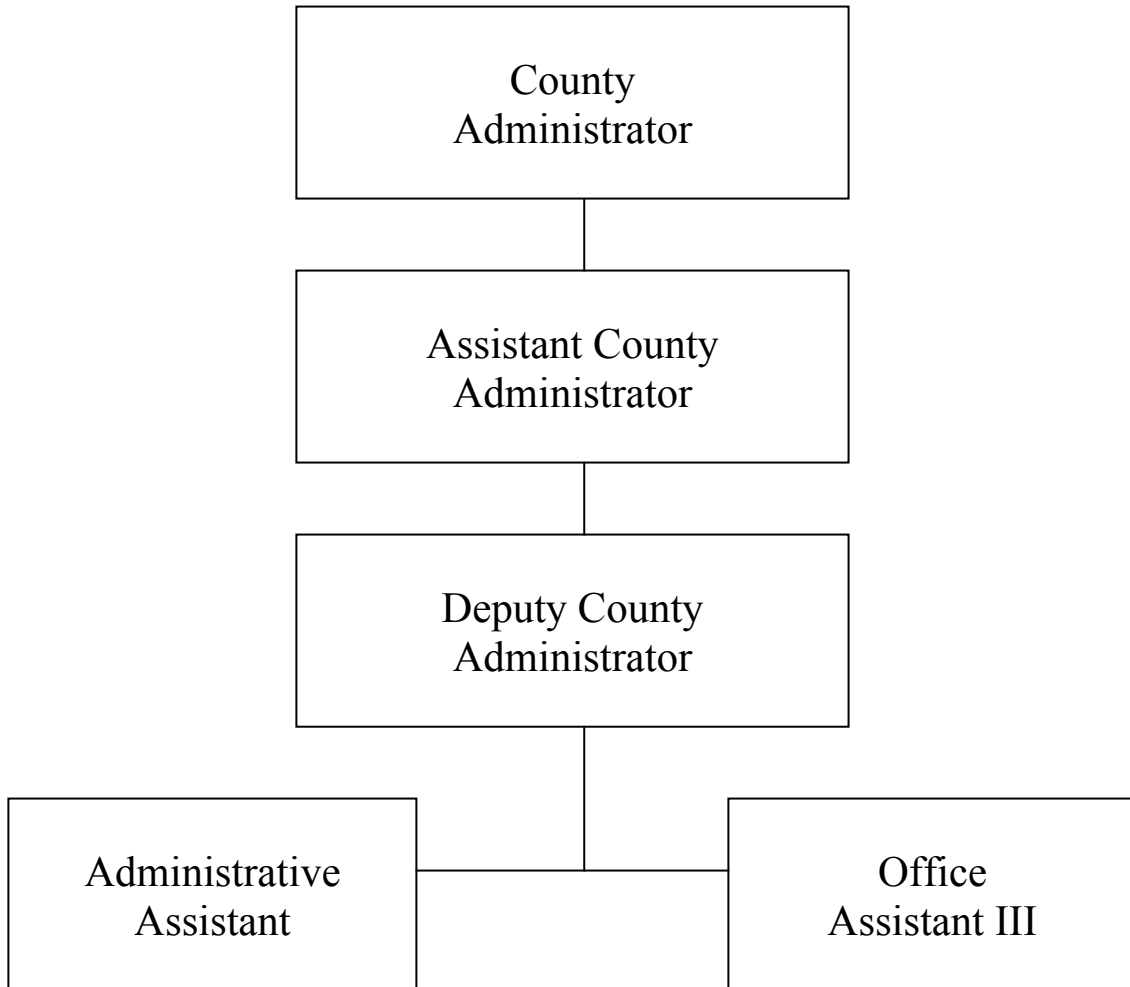 County
Administrator
Assistant County
Administrator
Deputy County
Administrator
Administrative
Assistant
Office
Assistant III